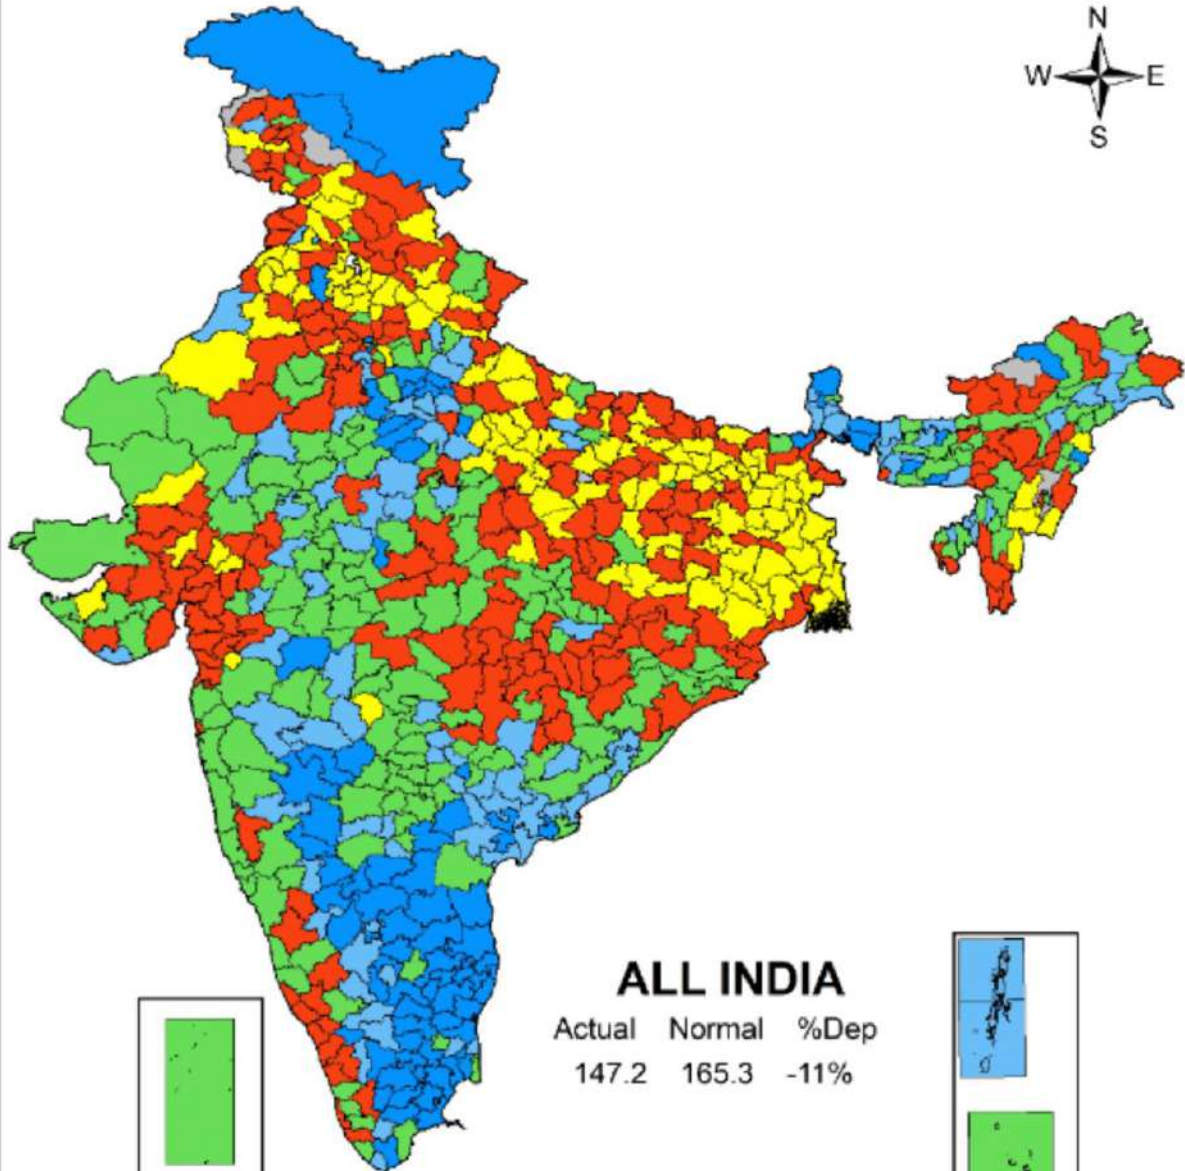 N
W E
S
ALL INDIA
Actual Normal %Dep
147.2 165.3 -11%